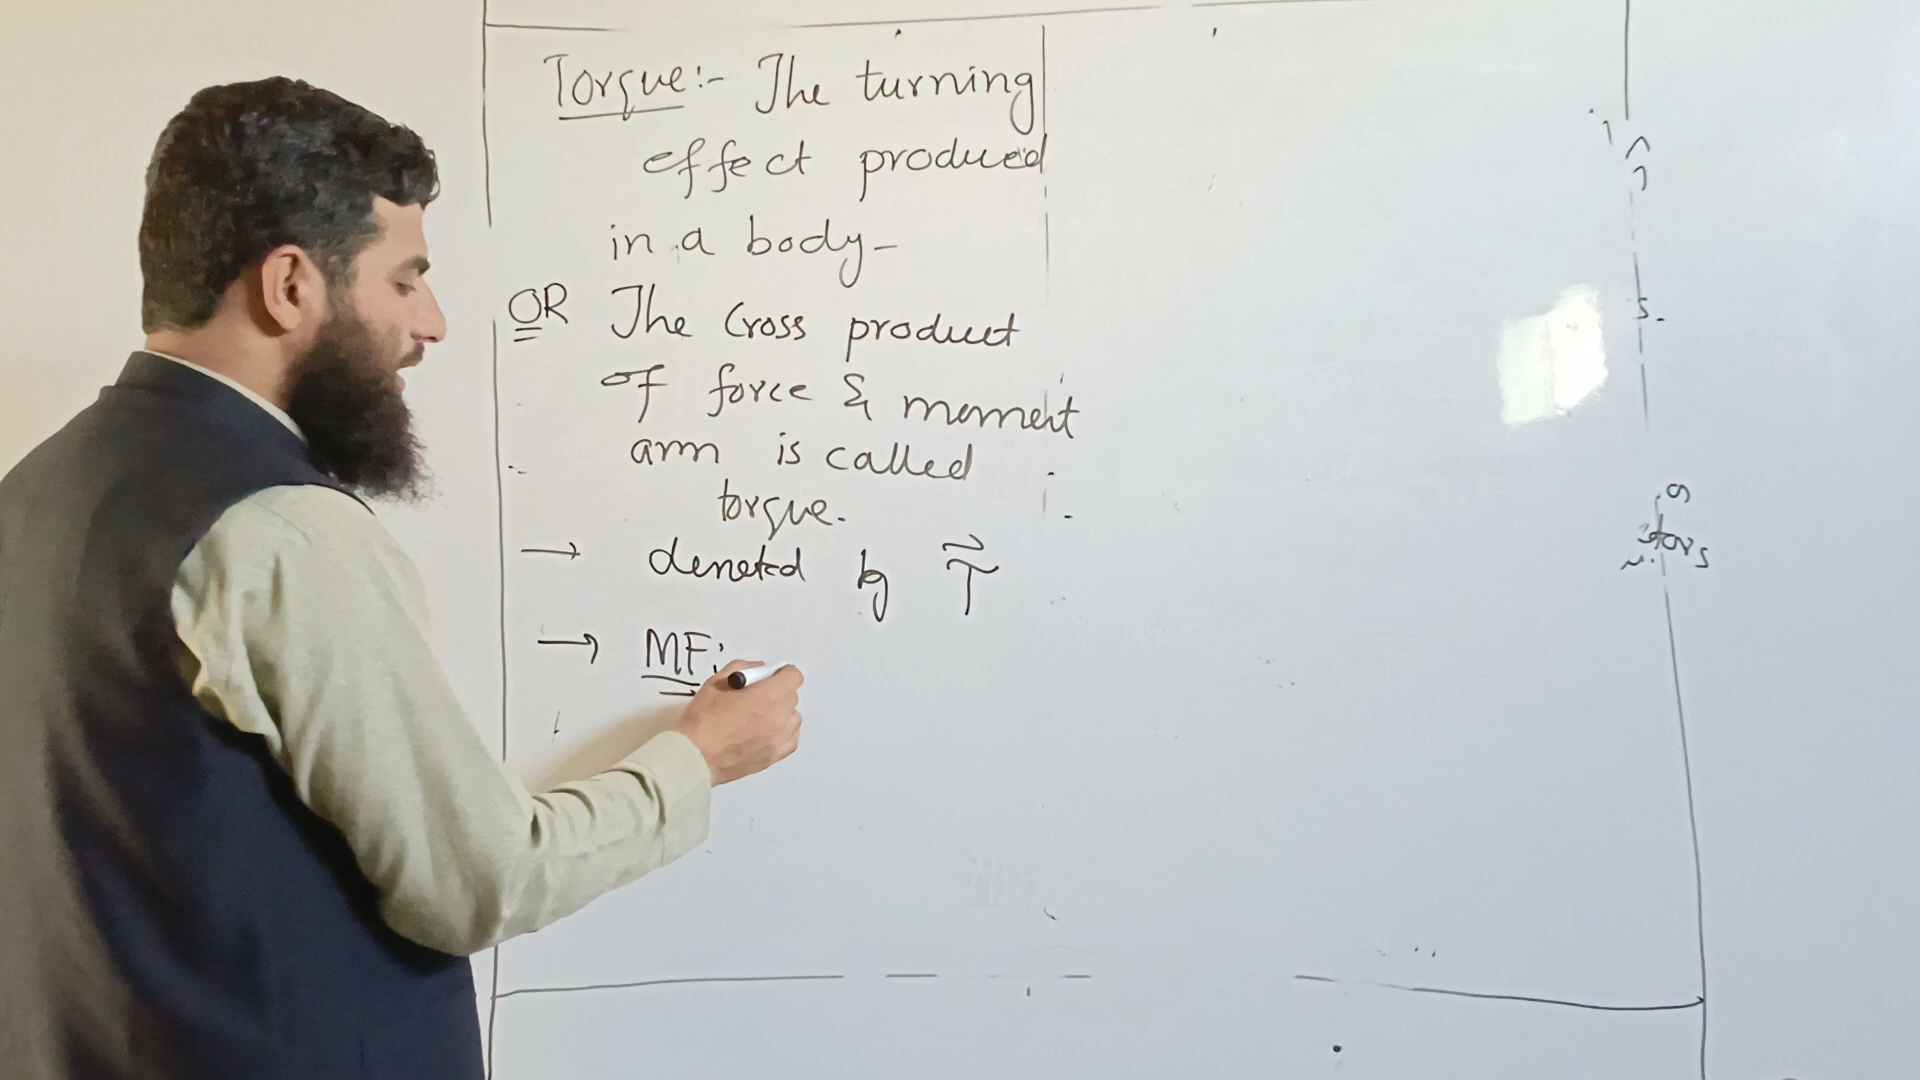 Torque:- The turning
effect produced
in a body-
OR The Cross product
of force & moment
arm is called
torque.
→ denoted by τ⃗
→ MF: